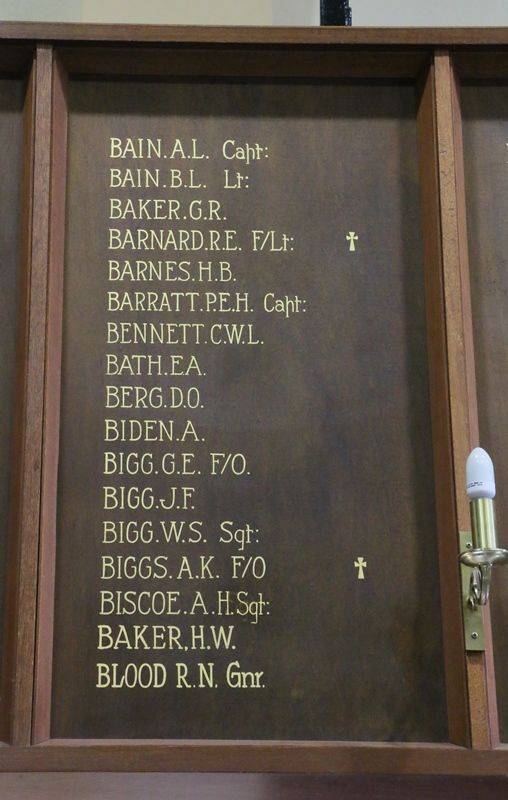 BAIN.A.L. Capt:
BAIN.B.L. Lt:
BAKER.G.R.
BARNARD.R.E. F/Lt: ✝
BARNES.H.B.
BARRATT.P.E.H. Capt:
BENNETT.C.W.L.
BATH.E.A.
BERG.D.O.
BIDEN.A.
BIGG.G.E. F/O.
BIGG.J.F.
BIGG.W.S. Sgt:
BIGGS.A.K. F/O ✝
BISCOE.A.H.Sgt:
BAKER,H.W.
BLOOD R.N. Gnr.